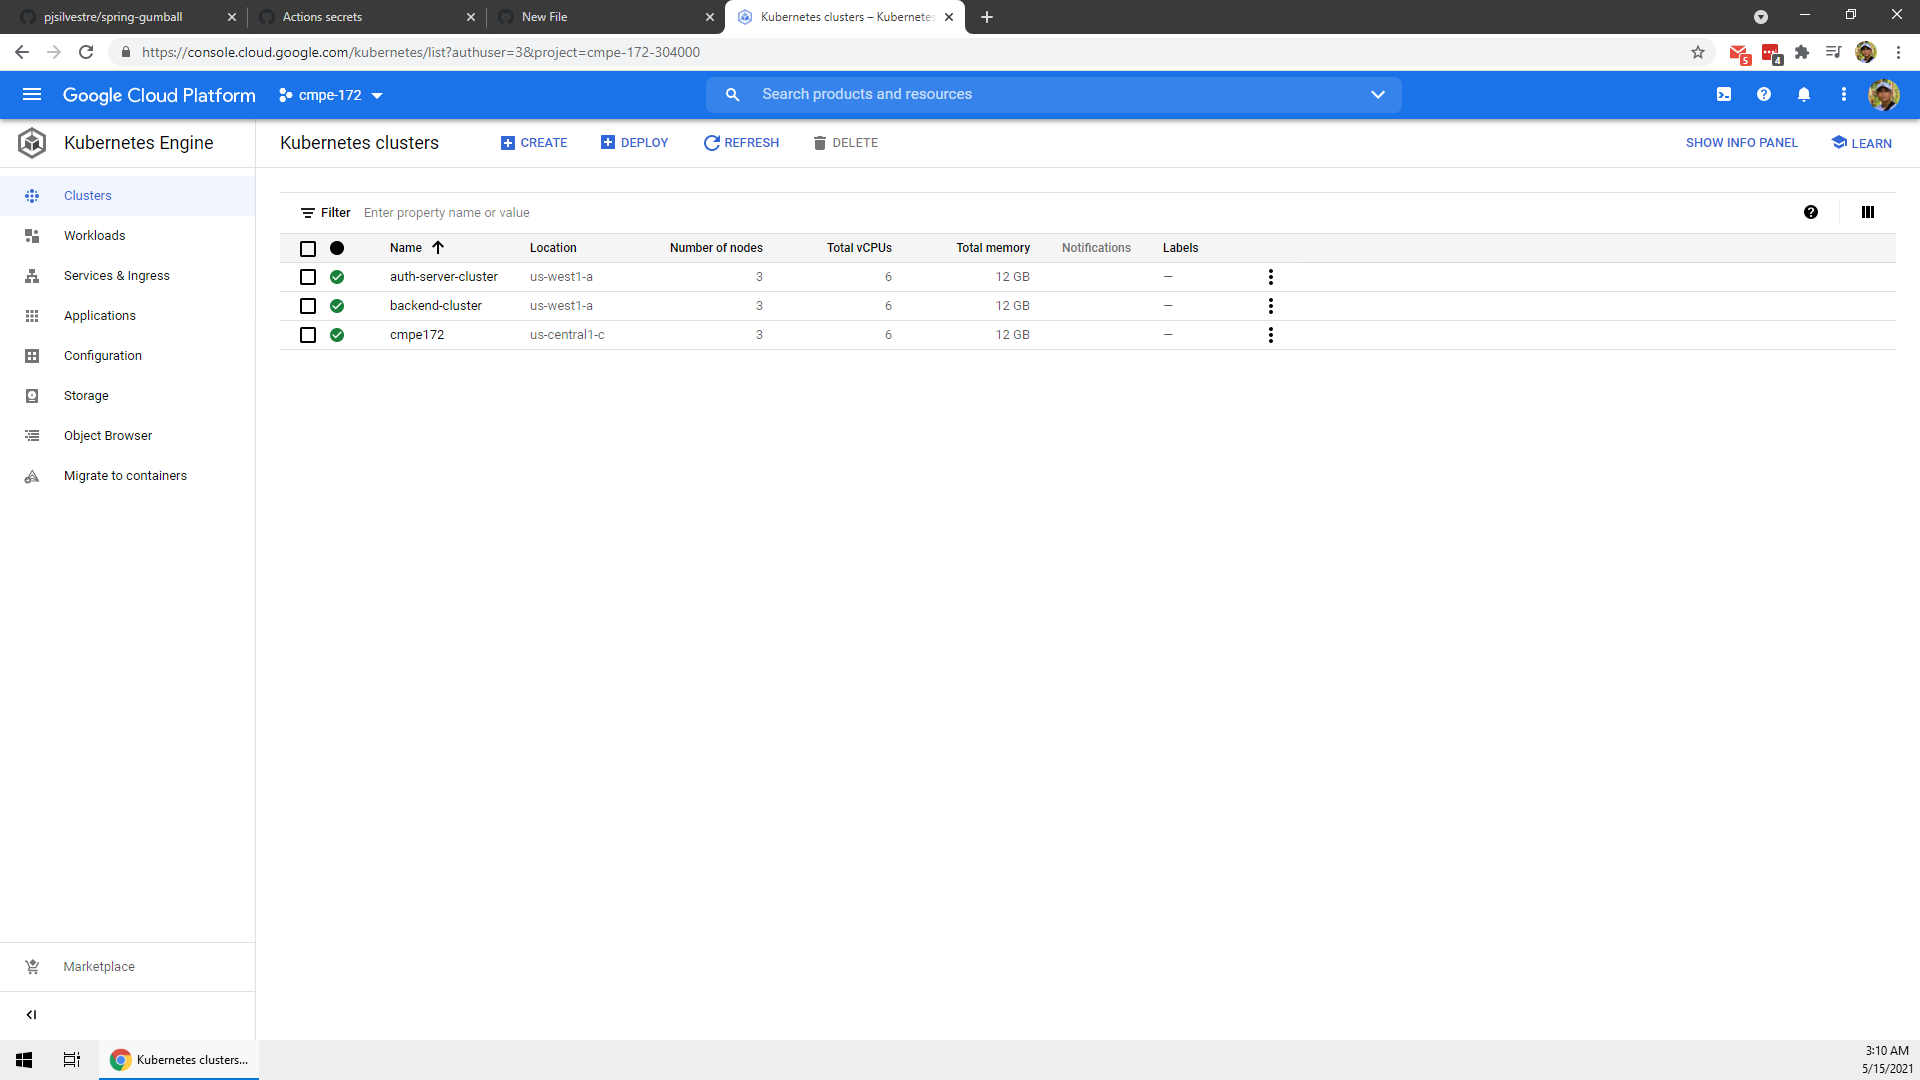 pjsilvestre/spring-gumball
Actions secrets
New File
Kubernetes clusters – Kubernetes
https://console.cloud.google.com/kubernetes/list?authuser=3&project=cmpe-172-304000
5
4
Google Cloud Platform
cmpe-172
Search products and resources
Kubernetes Engine
Kubernetes clusters
CREATE
DEPLOY
REFRESH
DELETE
SHOW INFO PANEL
LEARN
Clusters
Workloads
Services & Ingress
Applications
Configuration
Storage
Object Browser
Migrate to containers
Filter Enter property name or value
Name Location Number of nodes Total vCPUs Total memory Notifications Labels
auth-server-cluster us-west1-a 3 6 12 GB —
backend-cluster us-west1-a 3 6 12 GB —
cmpe172 us-central1-c 3 6 12 GB —
Marketplace
Kubernetes clusters...
3:10 AM
5/15/2021